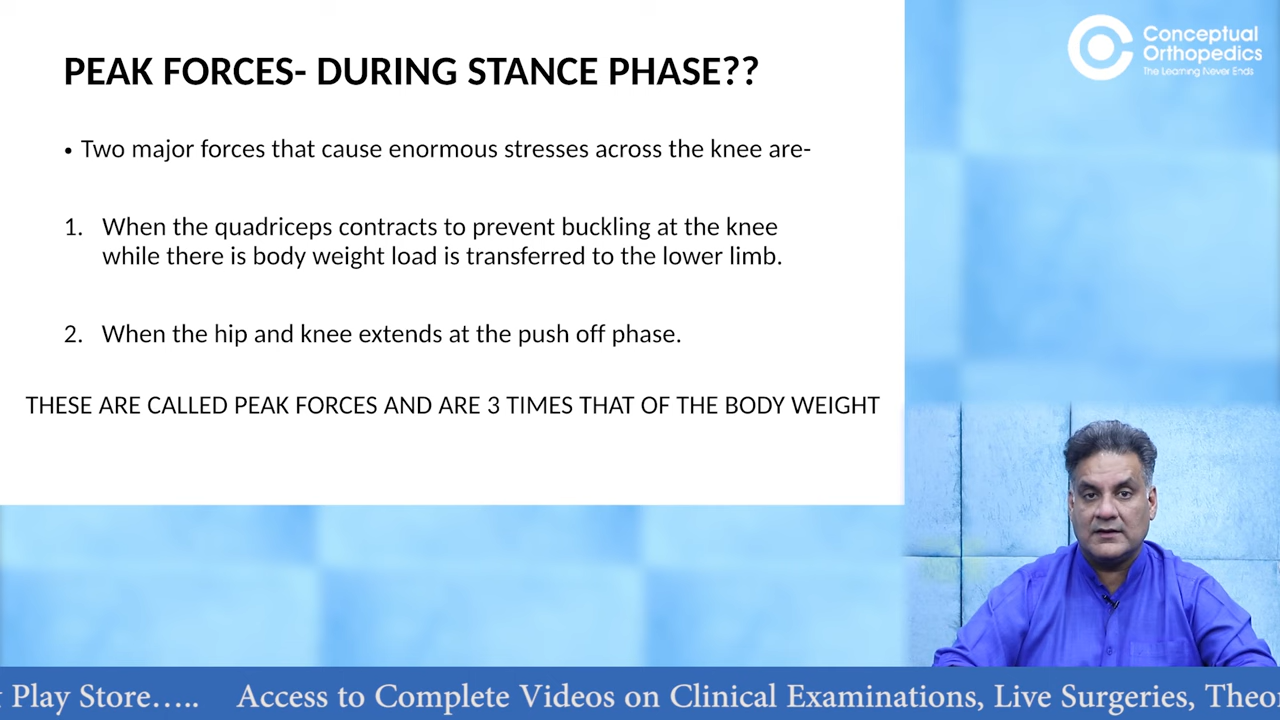 PEAK FORCES- DURING STANCE PHASE??
• Two major forces that cause enormous stresses across the knee are-
1. When the quadriceps contracts to prevent buckling at the knee
while there is body weight load is transferred to the lower limb.
2. When the hip and knee extends at the push off phase.
THESE ARE CALLED PEAK FORCES AND ARE 3 TIMES THAT OF THE BODY WEIGHT
Conceptual
Orthopedics
The Learning Never Ends
Play Store..... Access to Complete Videos on Clinical Examinations, Live Surgeries,